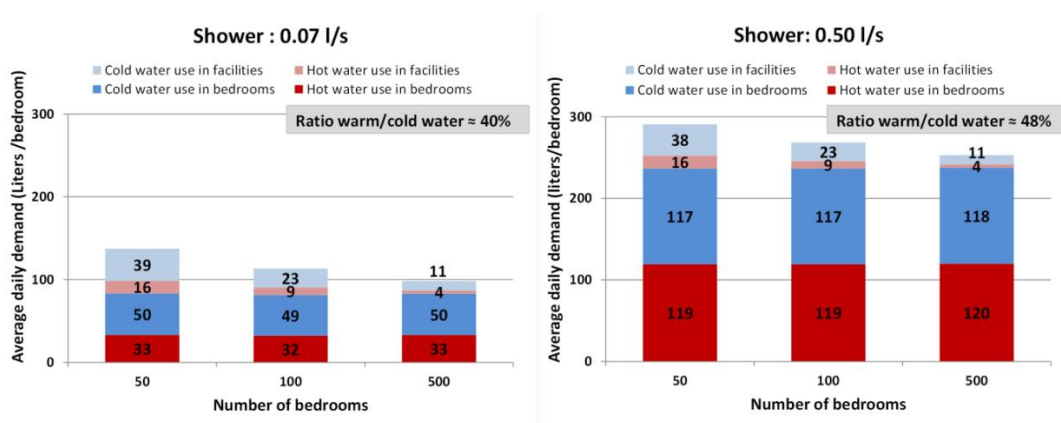 Shower : 0.07 l/s
Cold water use in facilities
Hot water use in facilities
Cold water use in bedrooms
Hot water use in bedrooms
Ratio warm/cold water ≈ 40%
Average daily demand (Liters /bedroom)
300
200
100
0
39
16
50
33
23
9
49
32
11
4
50
33
50
100
500
Number of bedrooms
Shower: 0.50 l/s
Cold water use in facilities
Hot water use in facilities
Cold water use in bedrooms
Hot water use in bedrooms
Ratio warm/cold water ≈ 48%
Average daily demand (liters/bedroom)
300
200
100
0
38
16
117
119
23
9
117
119
11
4
118
120
50
100
500
Number of bedrooms